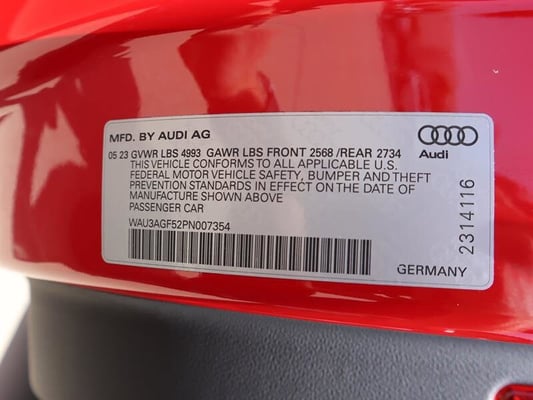 MFD. BY AUDI AG
05 23 GVWR LBS 4993 GAWR LBS FRONT 2568 /REAR 2734
THIS VEHICLE CONFORMS TO ALL APPLICABLE U.S.
FEDERAL MOTOR VEHICLE SAFETY, BUMPER AND THEFT
PREVENTION STANDARDS IN EFFECT ON THE DATE OF
MANUFACTURE SHOWN ABOVE
PASSENGER CAR
WAU3AGF52PN007354
Audi
2314116
GERMANY